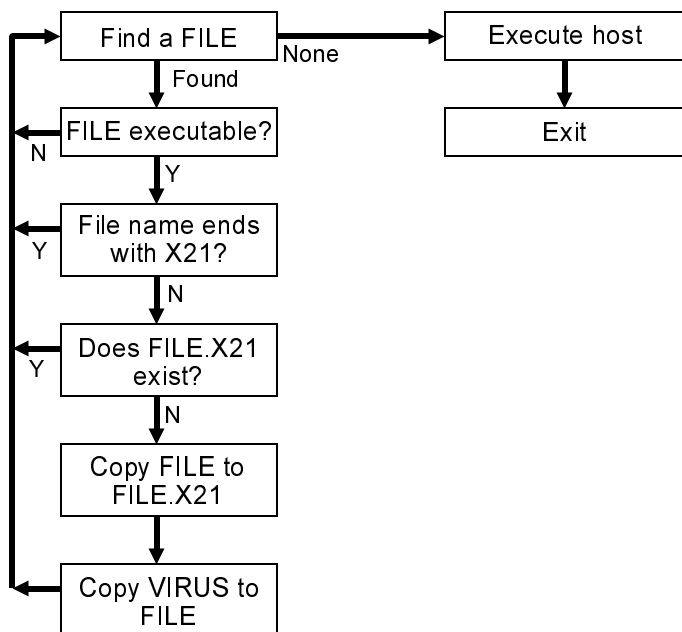 Find a FILE
None
Execute host
Found
FILE executable?
Exit
N
Y
File name ends
with X21?
Y
N
Does FILE.X21
exist?
Y
N
Copy FILE to
FILE.X21
Copy VIRUS to
FILE